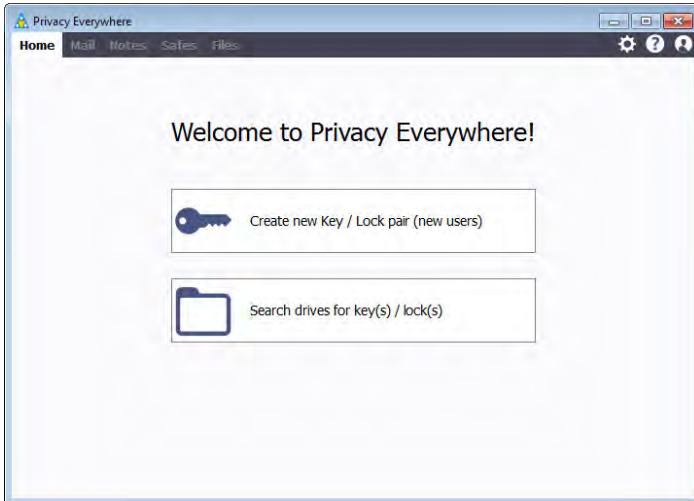 Privacy Everywhere
Home Mail Notes Safes Files
Welcome to Privacy Everywhere!
Create new Key / Lock pair (new users)
Search drives for key(s) / lock(s)